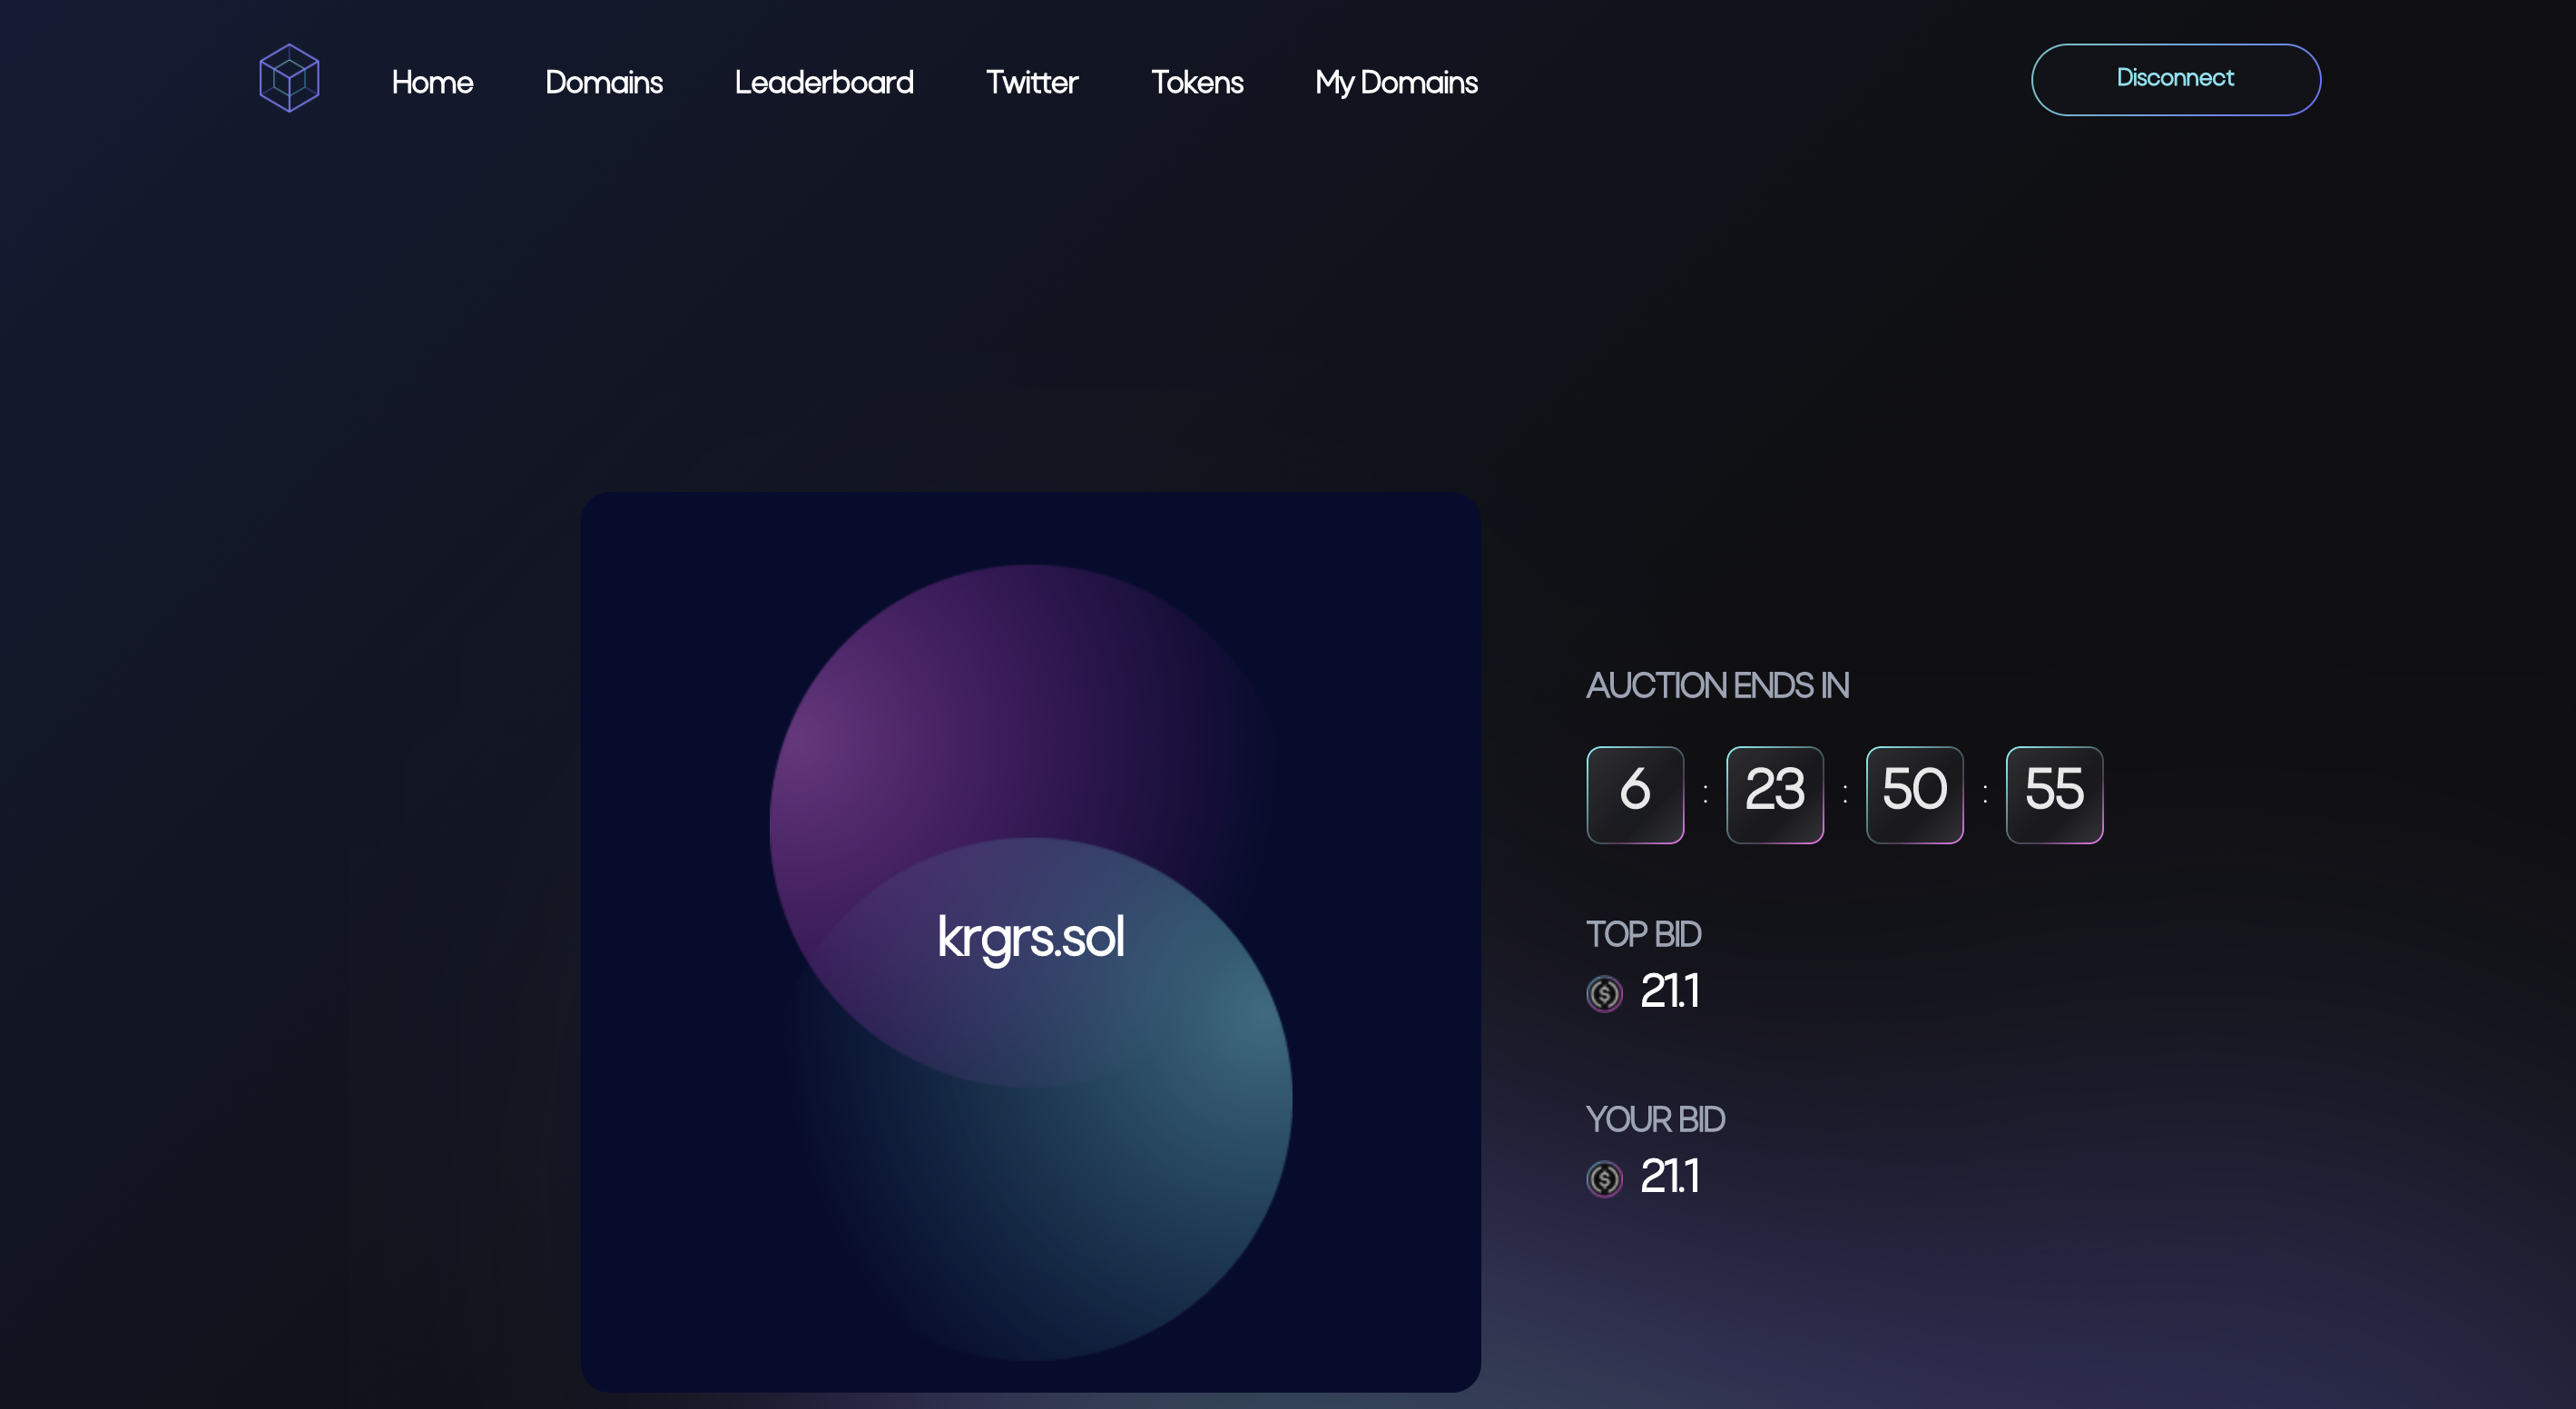 Home Domains Leaderboard Twitter Tokens My Domains Disconnect
krgrs.sol
AUCTION ENDS IN
6 : 23 : 50 : 55
TOP BID
$ 21.1
YOUR BID
$ 21.1